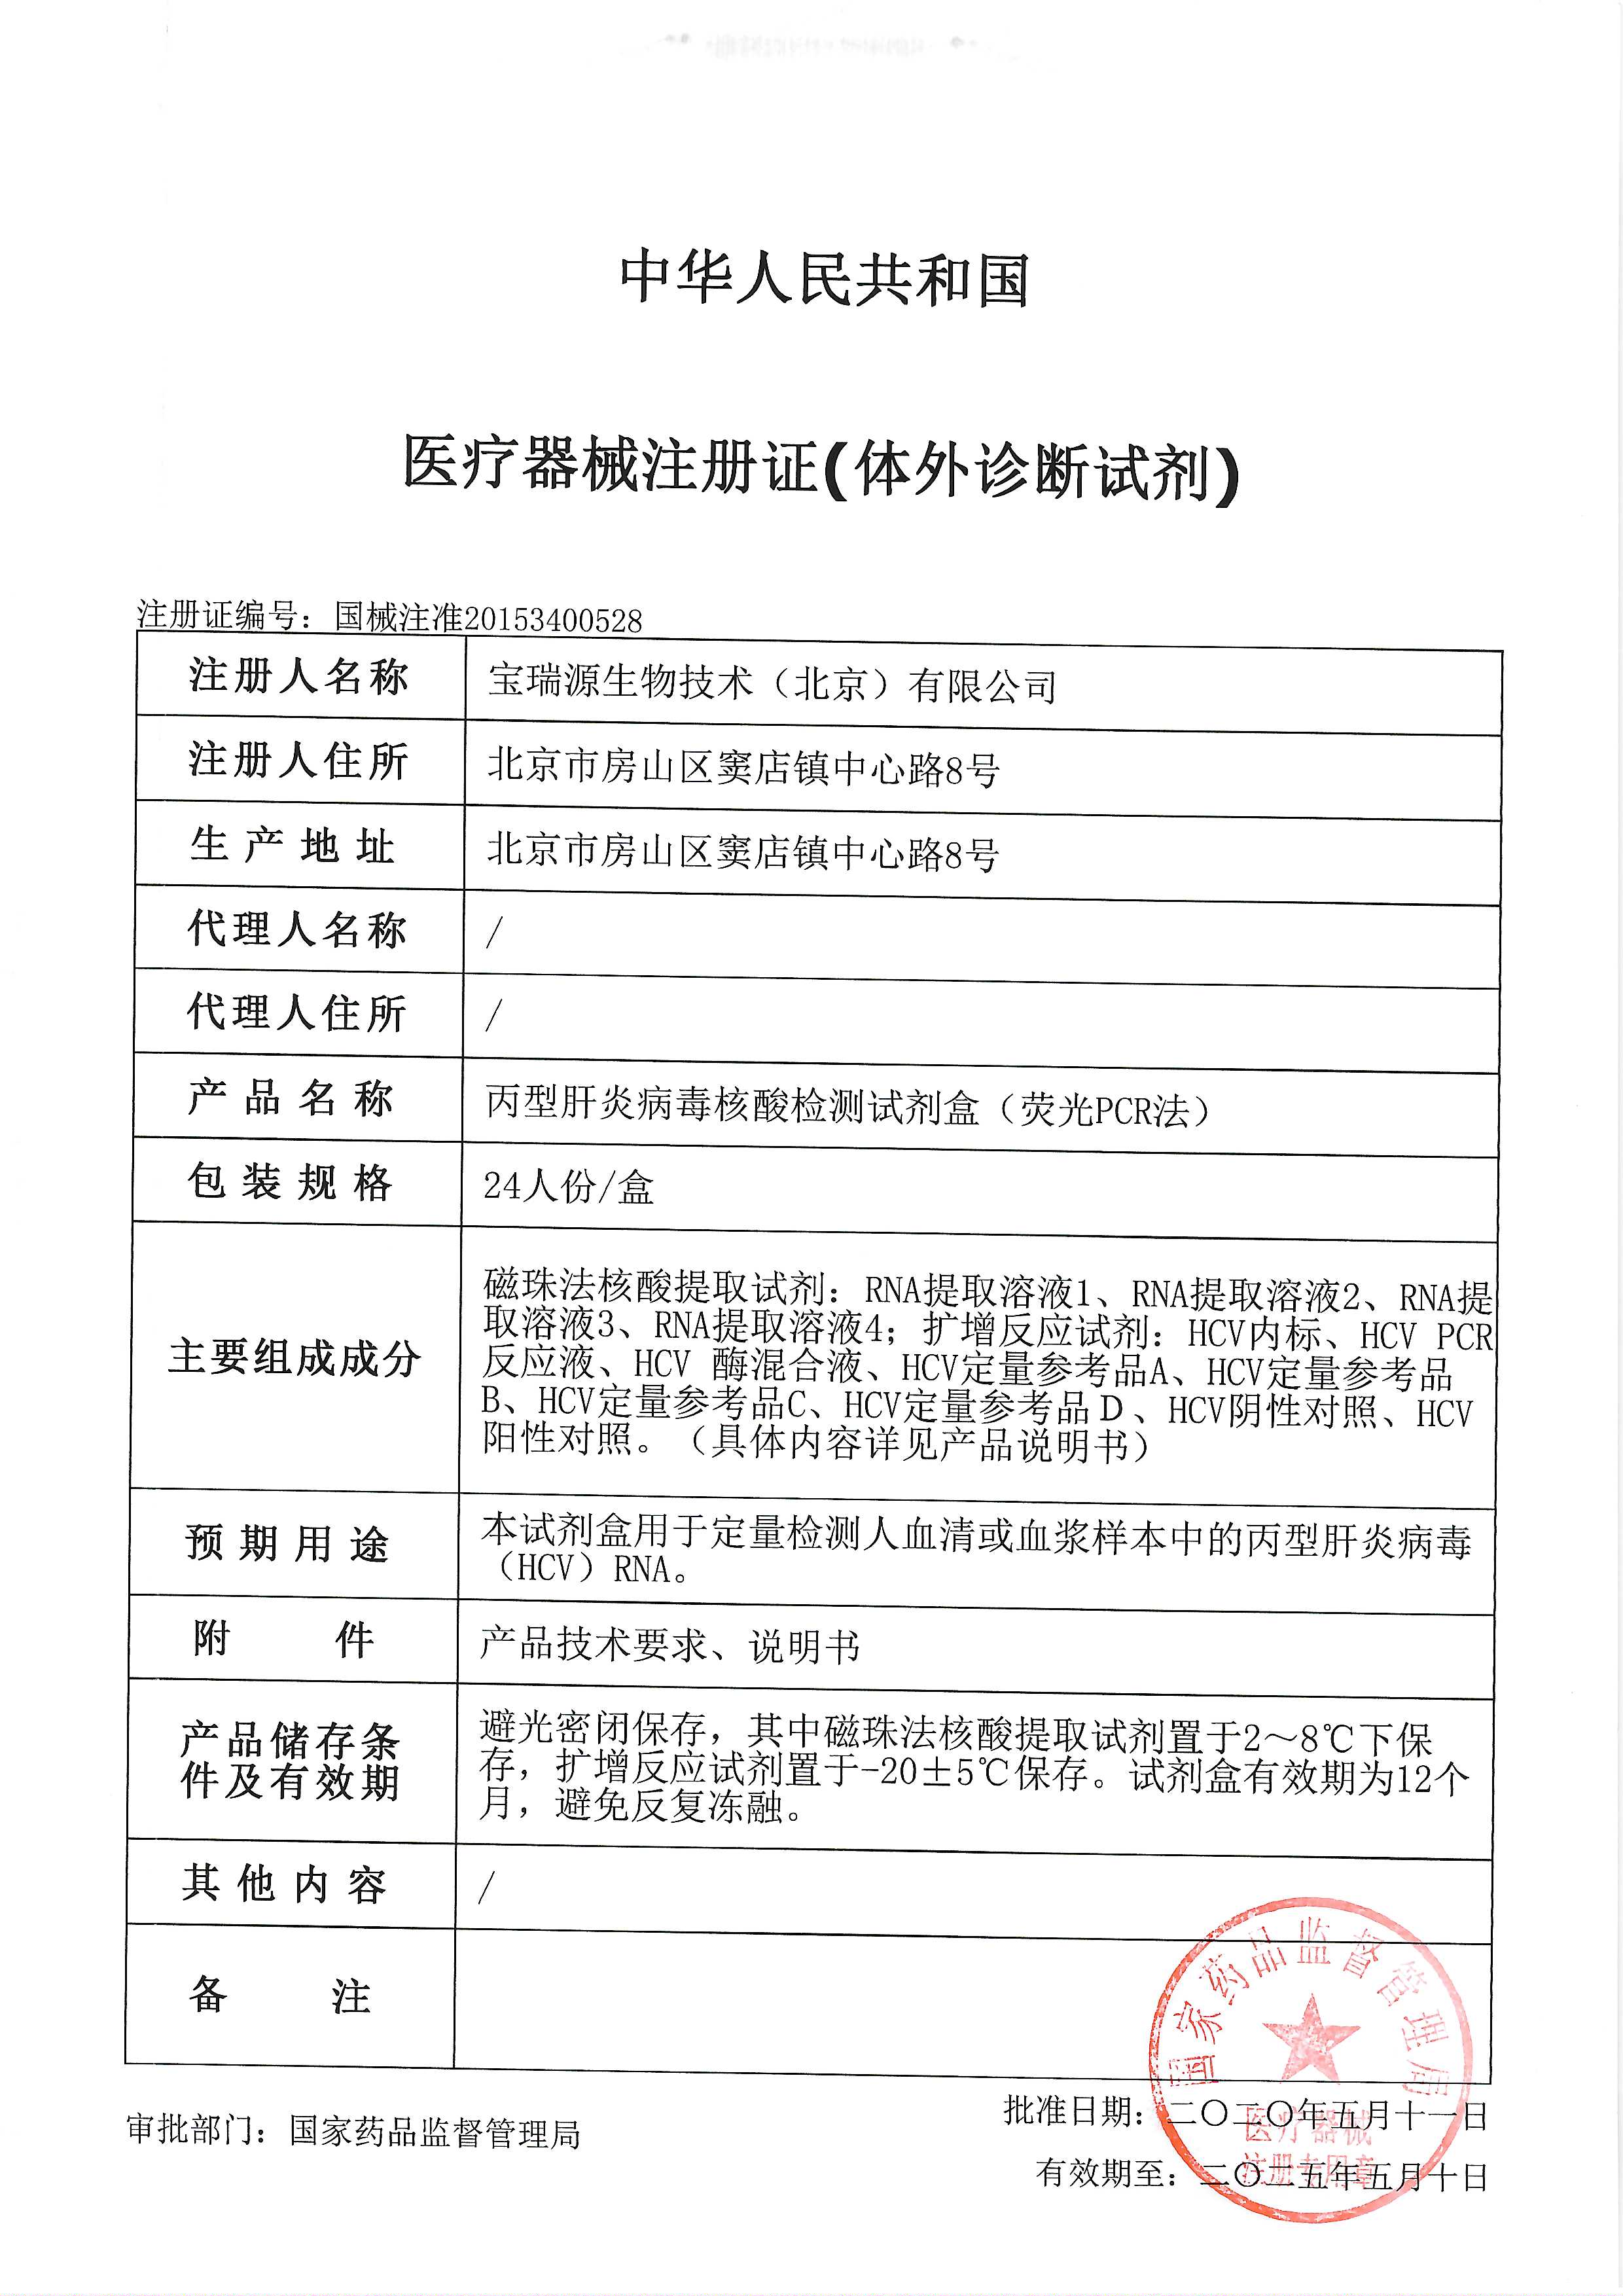 中华人民共和国
医疗器械注册证(体外诊断试剂)
注册证编号：国械注准20153400528
注册人名称 宝瑞源生物技术（北京）有限公司
注册人住所 北京市房山区窦店镇中心路8号
生产地址 北京市房山区窦店镇中心路8号
代理人名称 /
代理人住所 /
产品名称 丙型肝炎病毒核酸检测试剂盒（荧光PCR法）
包装规格 24人份/盒
主要组成成分
磁珠法核酸提取试剂：RNA提取溶液1、RNA提取溶液2、RNA提
取溶液3、RNA提取溶液4；扩增反应试剂：HCV内标、HCV PCR
反应液、HCV 酶混合液、HCV定量参考品A、HCV定量参考品
B、HCV定量参考品C、HCV定量参考品Ｄ、HCV阴性对照、HCV
阳性对照。（具体内容详见产品说明书）
预期用途
本试剂盒用于定量检测人血清或血浆样本中的丙型肝炎病毒
（HCV）RNA。
附件 产品技术要求、说明书
产品储存条
件及有效期
避光密闭保存，其中磁珠法核酸提取试剂置于2～8℃下保
存，扩增反应试剂置于-20±5℃保存。试剂盒有效期为12个
月，避免反复冻融。
其他内容 /
备注
国家药品监督管理局
医疗器械
注册专用章
审批部门：国家药品监督管理局
批准日期：二〇二〇年五月十一日
有效期至：二〇二五年五月十日